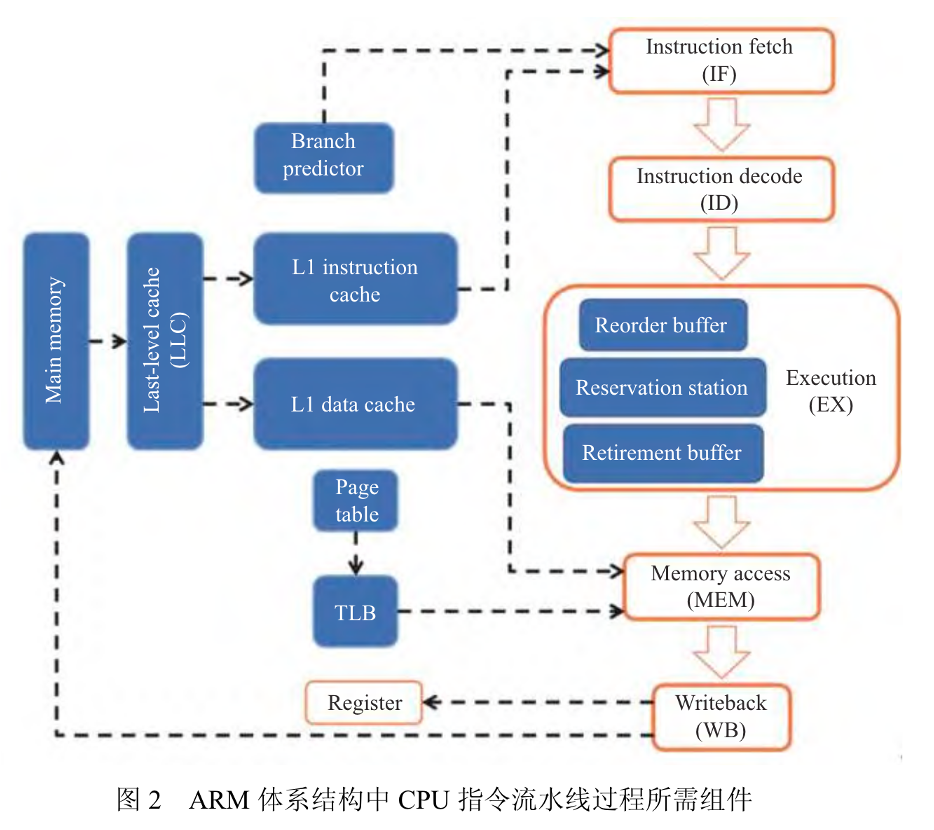 Instruction fetch
(IF)
Branch
predictor
Instruction decode
(ID)
Main memory
Last-level cache
(LLC)
L1 instruction
cache
L1 data cache
Reorder buffer
Reservation station
Retirement buffer
Execution
(EX)
Page
table
TLB
Memory access
(MEM)
Register
Writeback
(WB)
图 2 ARM 体系结构中 CPU 指令流水线过程所需组件